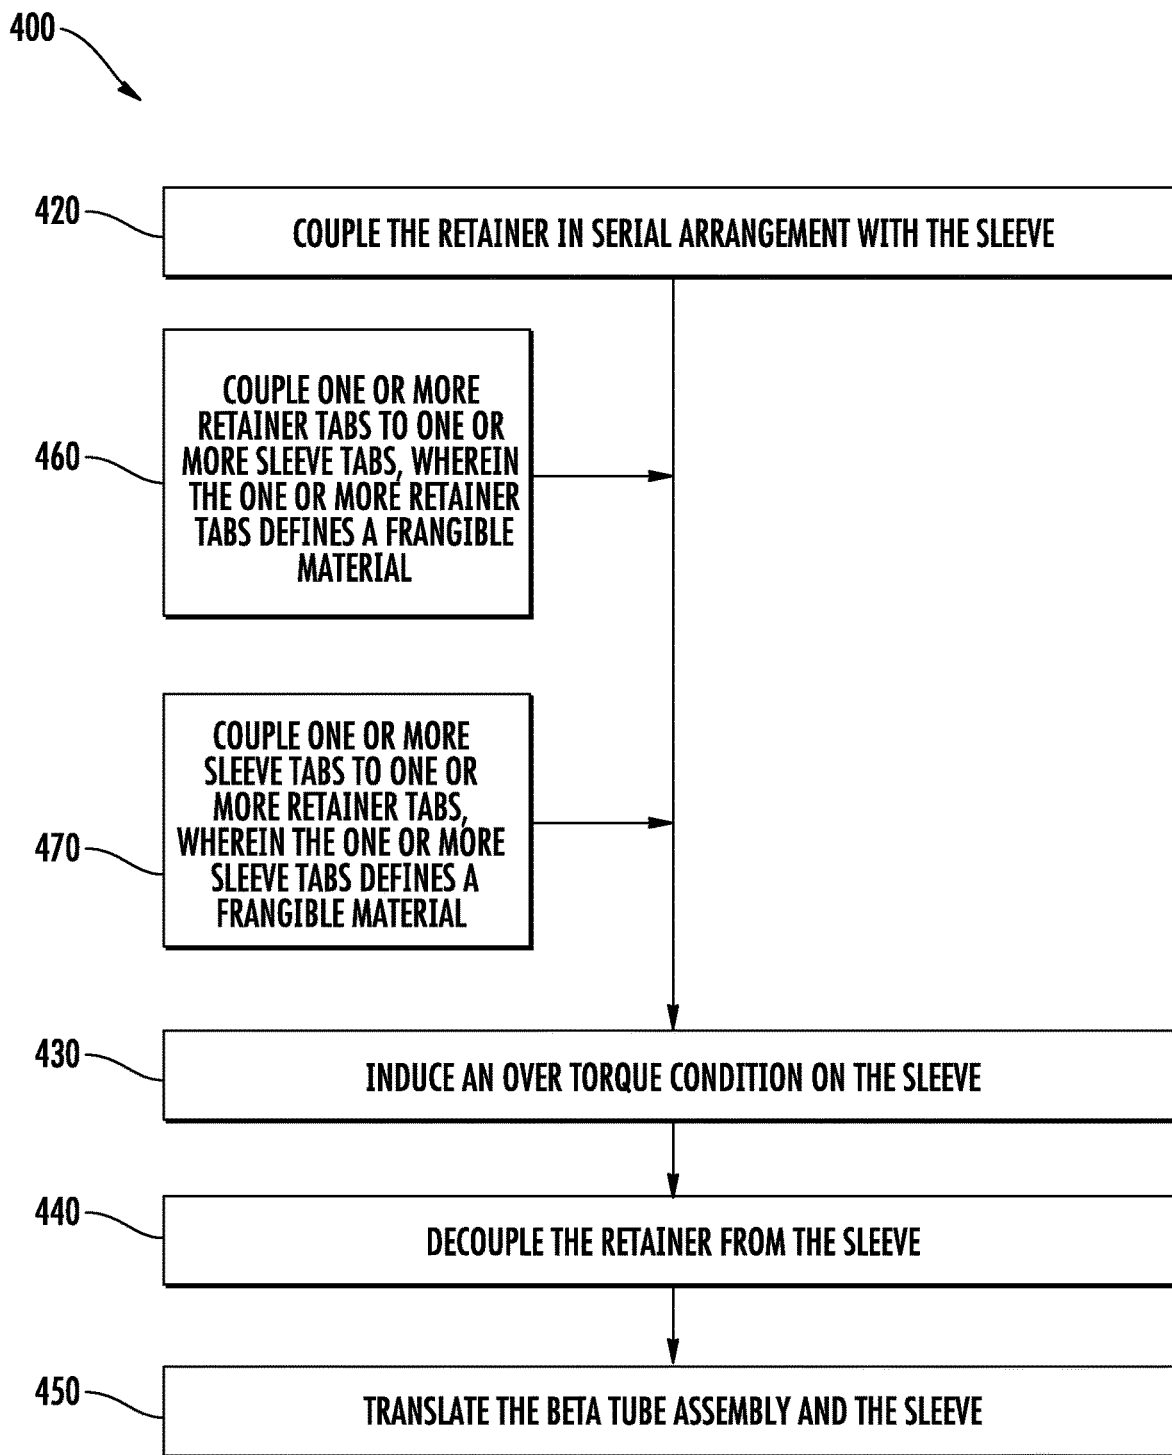 400
420
COUPLE THE RETAINER IN SERIAL ARRANGEMENT WITH THE SLEEVE
460
COUPLE ONE OR MORE
RETAINER TABS TO ONE OR
MORE SLEEVE TABS, WHEREIN
THE ONE OR MORE RETAINER
TABS DEFINES A FRANGIBLE
MATERIAL
470
COUPLE ONE OR MORE
SLEEVE TABS TO ONE OR
MORE RETAINER TABS,
WHEREIN THE ONE OR MORE
SLEEVE TABS DEFINES A
FRANGIBLE MATERIAL
430
INDUCE AN OVER TORQUE CONDITION ON THE SLEEVE
440
DECOUPLE THE RETAINER FROM THE SLEEVE
450
TRANSLATE THE BETA TUBE ASSEMBLY AND THE SLEEVE